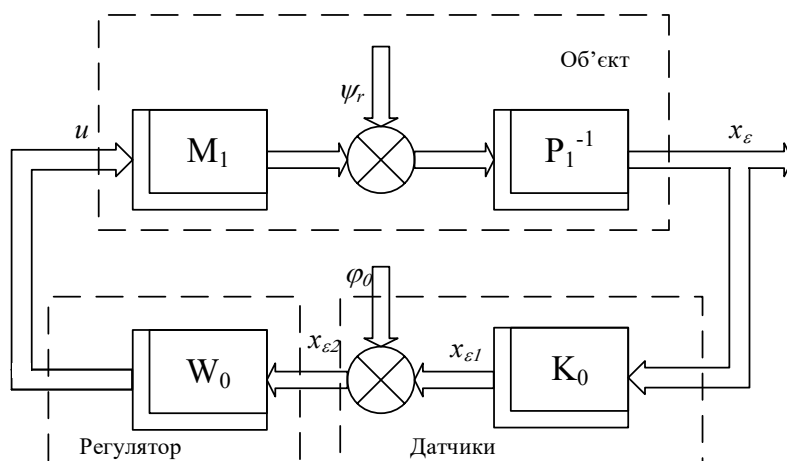 Об’єкт
ψr
u
M1
P1-1
xε
φ0
xε2
xε1
W0
K0
Регулятор
Датчики